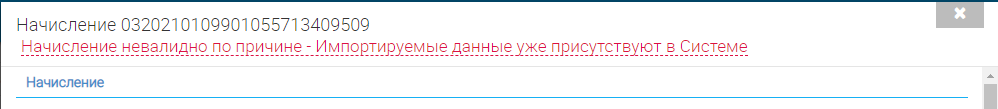 Начисление 0320210109901055713409509
Начисление невалидно по причине - Импортируемые данные уже присутствуют в Системе
Начисление